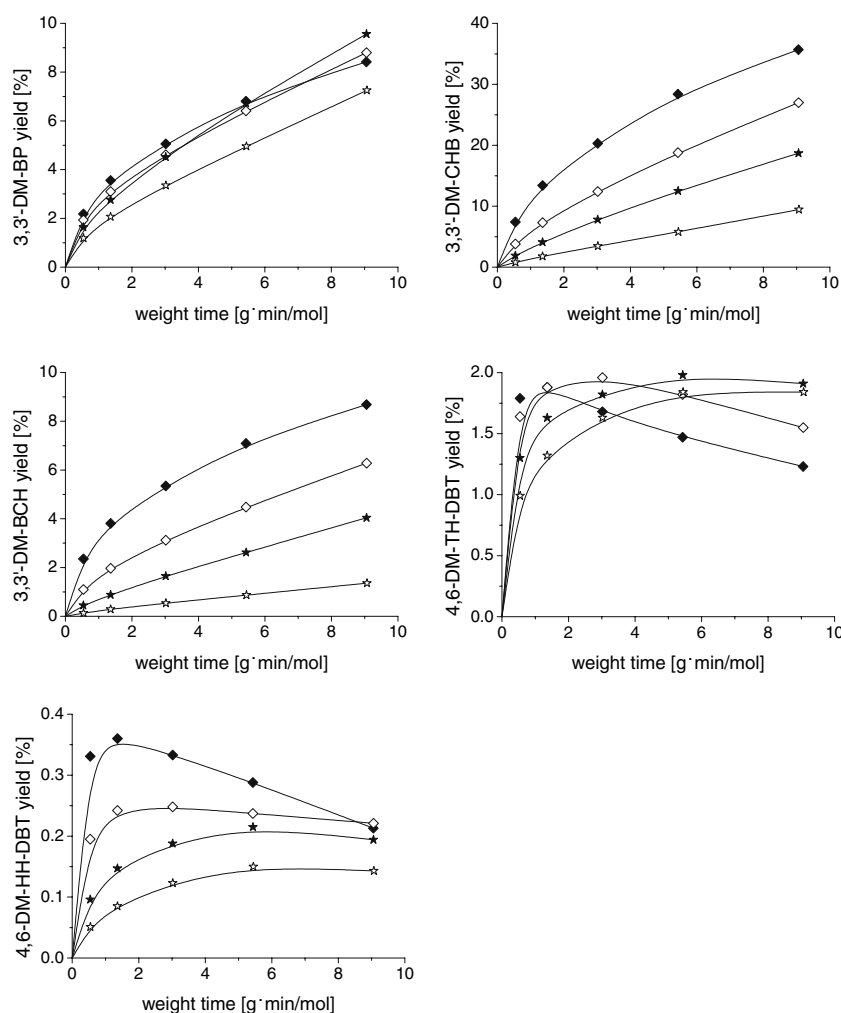 3,3'-DM-BP yield [%]
10
8
6
4
2
0
0 2 4 6 8 10
weight time [g·min/mol]
3,3'-DM-CHB yield [%]
40
30
20
10
0
0 2 4 6 8 10
weight time [g·min/mol]
3,3'-DM-BCH yield [%]
10
8
6
4
2
0
0 2 4 6 8 10
weight time [g·min/mol]
4,6-DM-TH-DBT yield [%]
2.0
1.5
1.0
0.5
0.0
0 2 4 6 8 10
weight time [g·min/mol]
4,6-DM-HH-DBT yield [%]
0.4
0.3
0.2
0.1
0.0
0 2 4 6 8 10
weight time [g·min/mol]